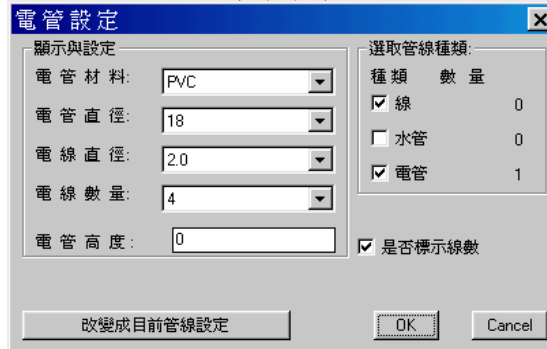 電管設定
顯示與設定
電管材料: PVC
電管直徑: 18
電線直徑: 2.0
電線數量: 4
電管高度: 0
選取管線種類:
種類 數量
線 0
水管 0
電管 1
是否標示線數
改變成目前管線設定
OK
Cancel